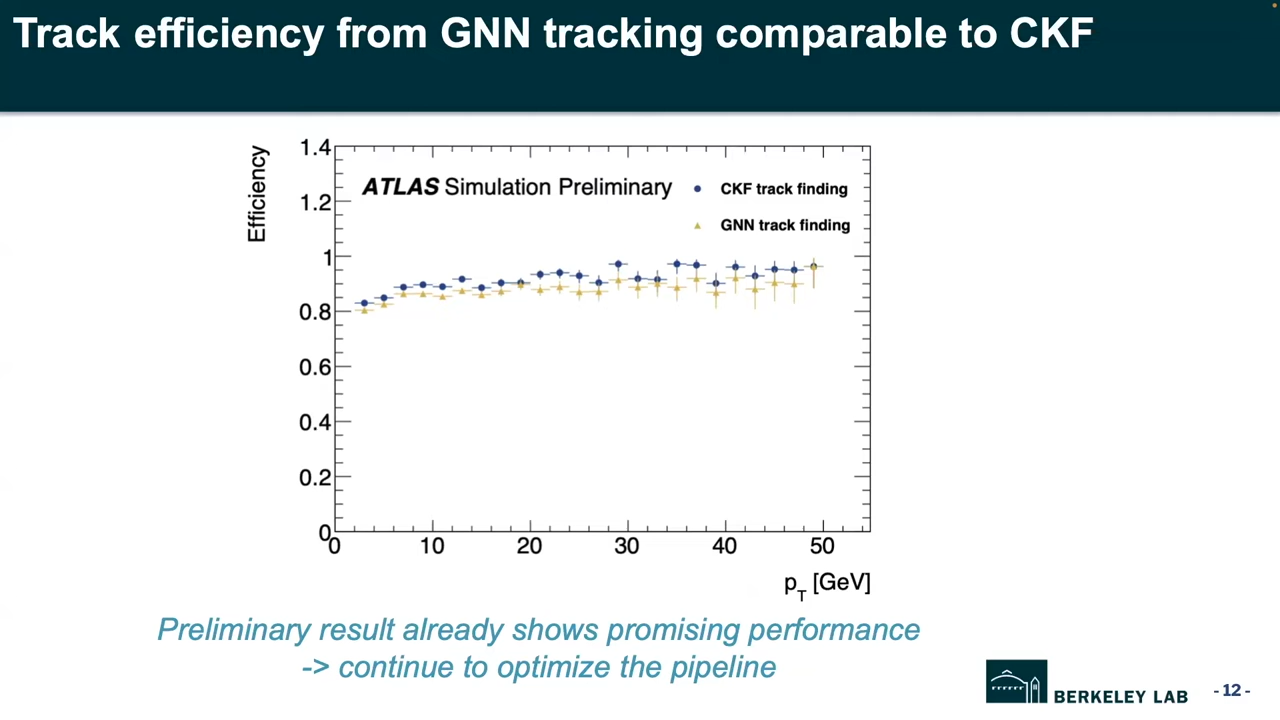 Track efficiency from GNN tracking comparable to CKF
Efficiency
1.4
1.2
1
0.8
0.6
0.4
0.2
0
ATLAS Simulation Preliminary
CKF track finding
GNN track finding
0 10 20 30 40 50
pT [GeV]
Preliminary result already shows promising performance
-> continue to optimize the pipeline
BERKELEY LAB
- 12 -